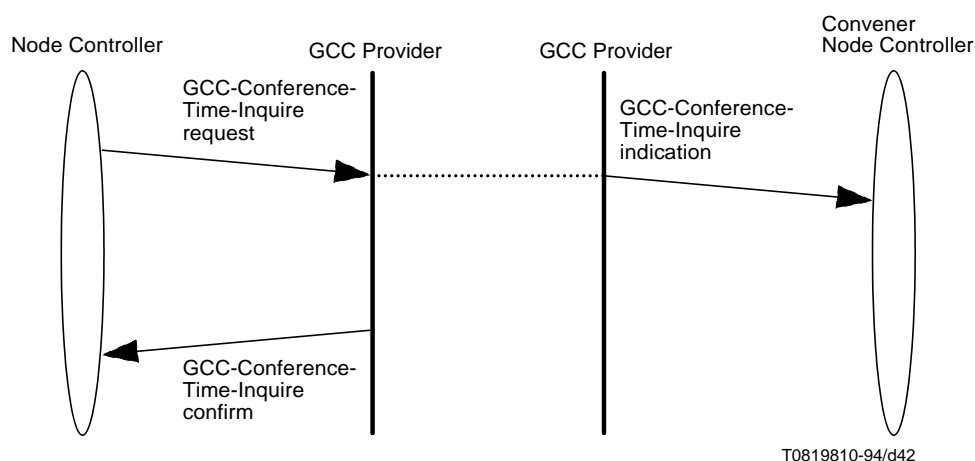 Node Controller
GCC Provider
GCC Provider
Convener
Node Controller
GCC-Conference-
Time-Inquire
request
GCC-Conference-
Time-Inquire
indication
GCC-Conference-
Time-Inquire
confirm
T0819810-94/d42